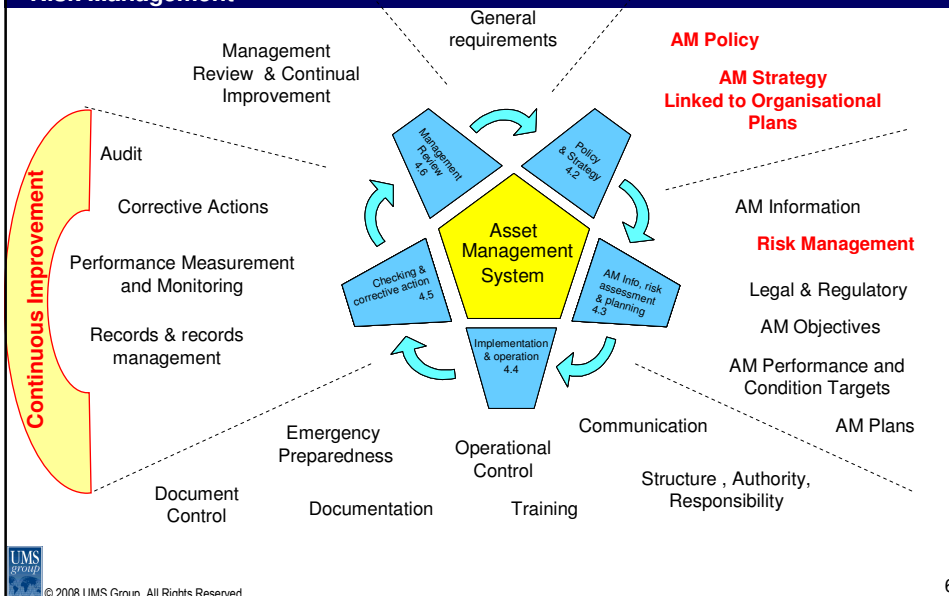 Risk Management
General
requirements
Management
Review & Continual
Improvement
AM Policy
AM Strategy
Linked to Organisational
Plans
Audit
Corrective Actions
Performance Measurement
and Monitoring
Records & records
management
Continuous Improvement
Management
Review
4.6
Policy
& Strategy
4.2
Asset
Management
System
Checking &
corrective action
4.5
AM Info, risk
assessment
& planning
4.3
Implementation
& operation
4.4
AM Information
Risk Management
Legal & Regulatory
AM Objectives
AM Performance and
Condition Targets
AM Plans
Emergency
Preparedness
Operational
Control
Communication
Document
Control
Documentation
Training
Structure , Authority,
Responsibility
UMS
group
© 2008 UMS Group, All Rights Reserved
6